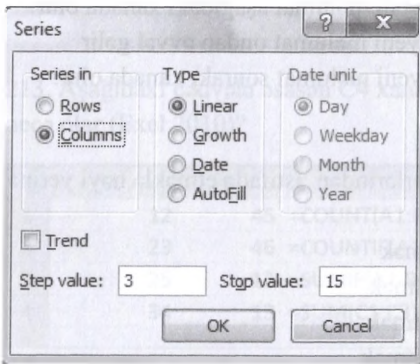 Series
Series in
Rows
Columns
Type
Linear
Growth
Date
AutoFill
Date unit
Day
Weekday
Month
Year
Trend
Step value: 3
Stop value: 15
OK
Cancel